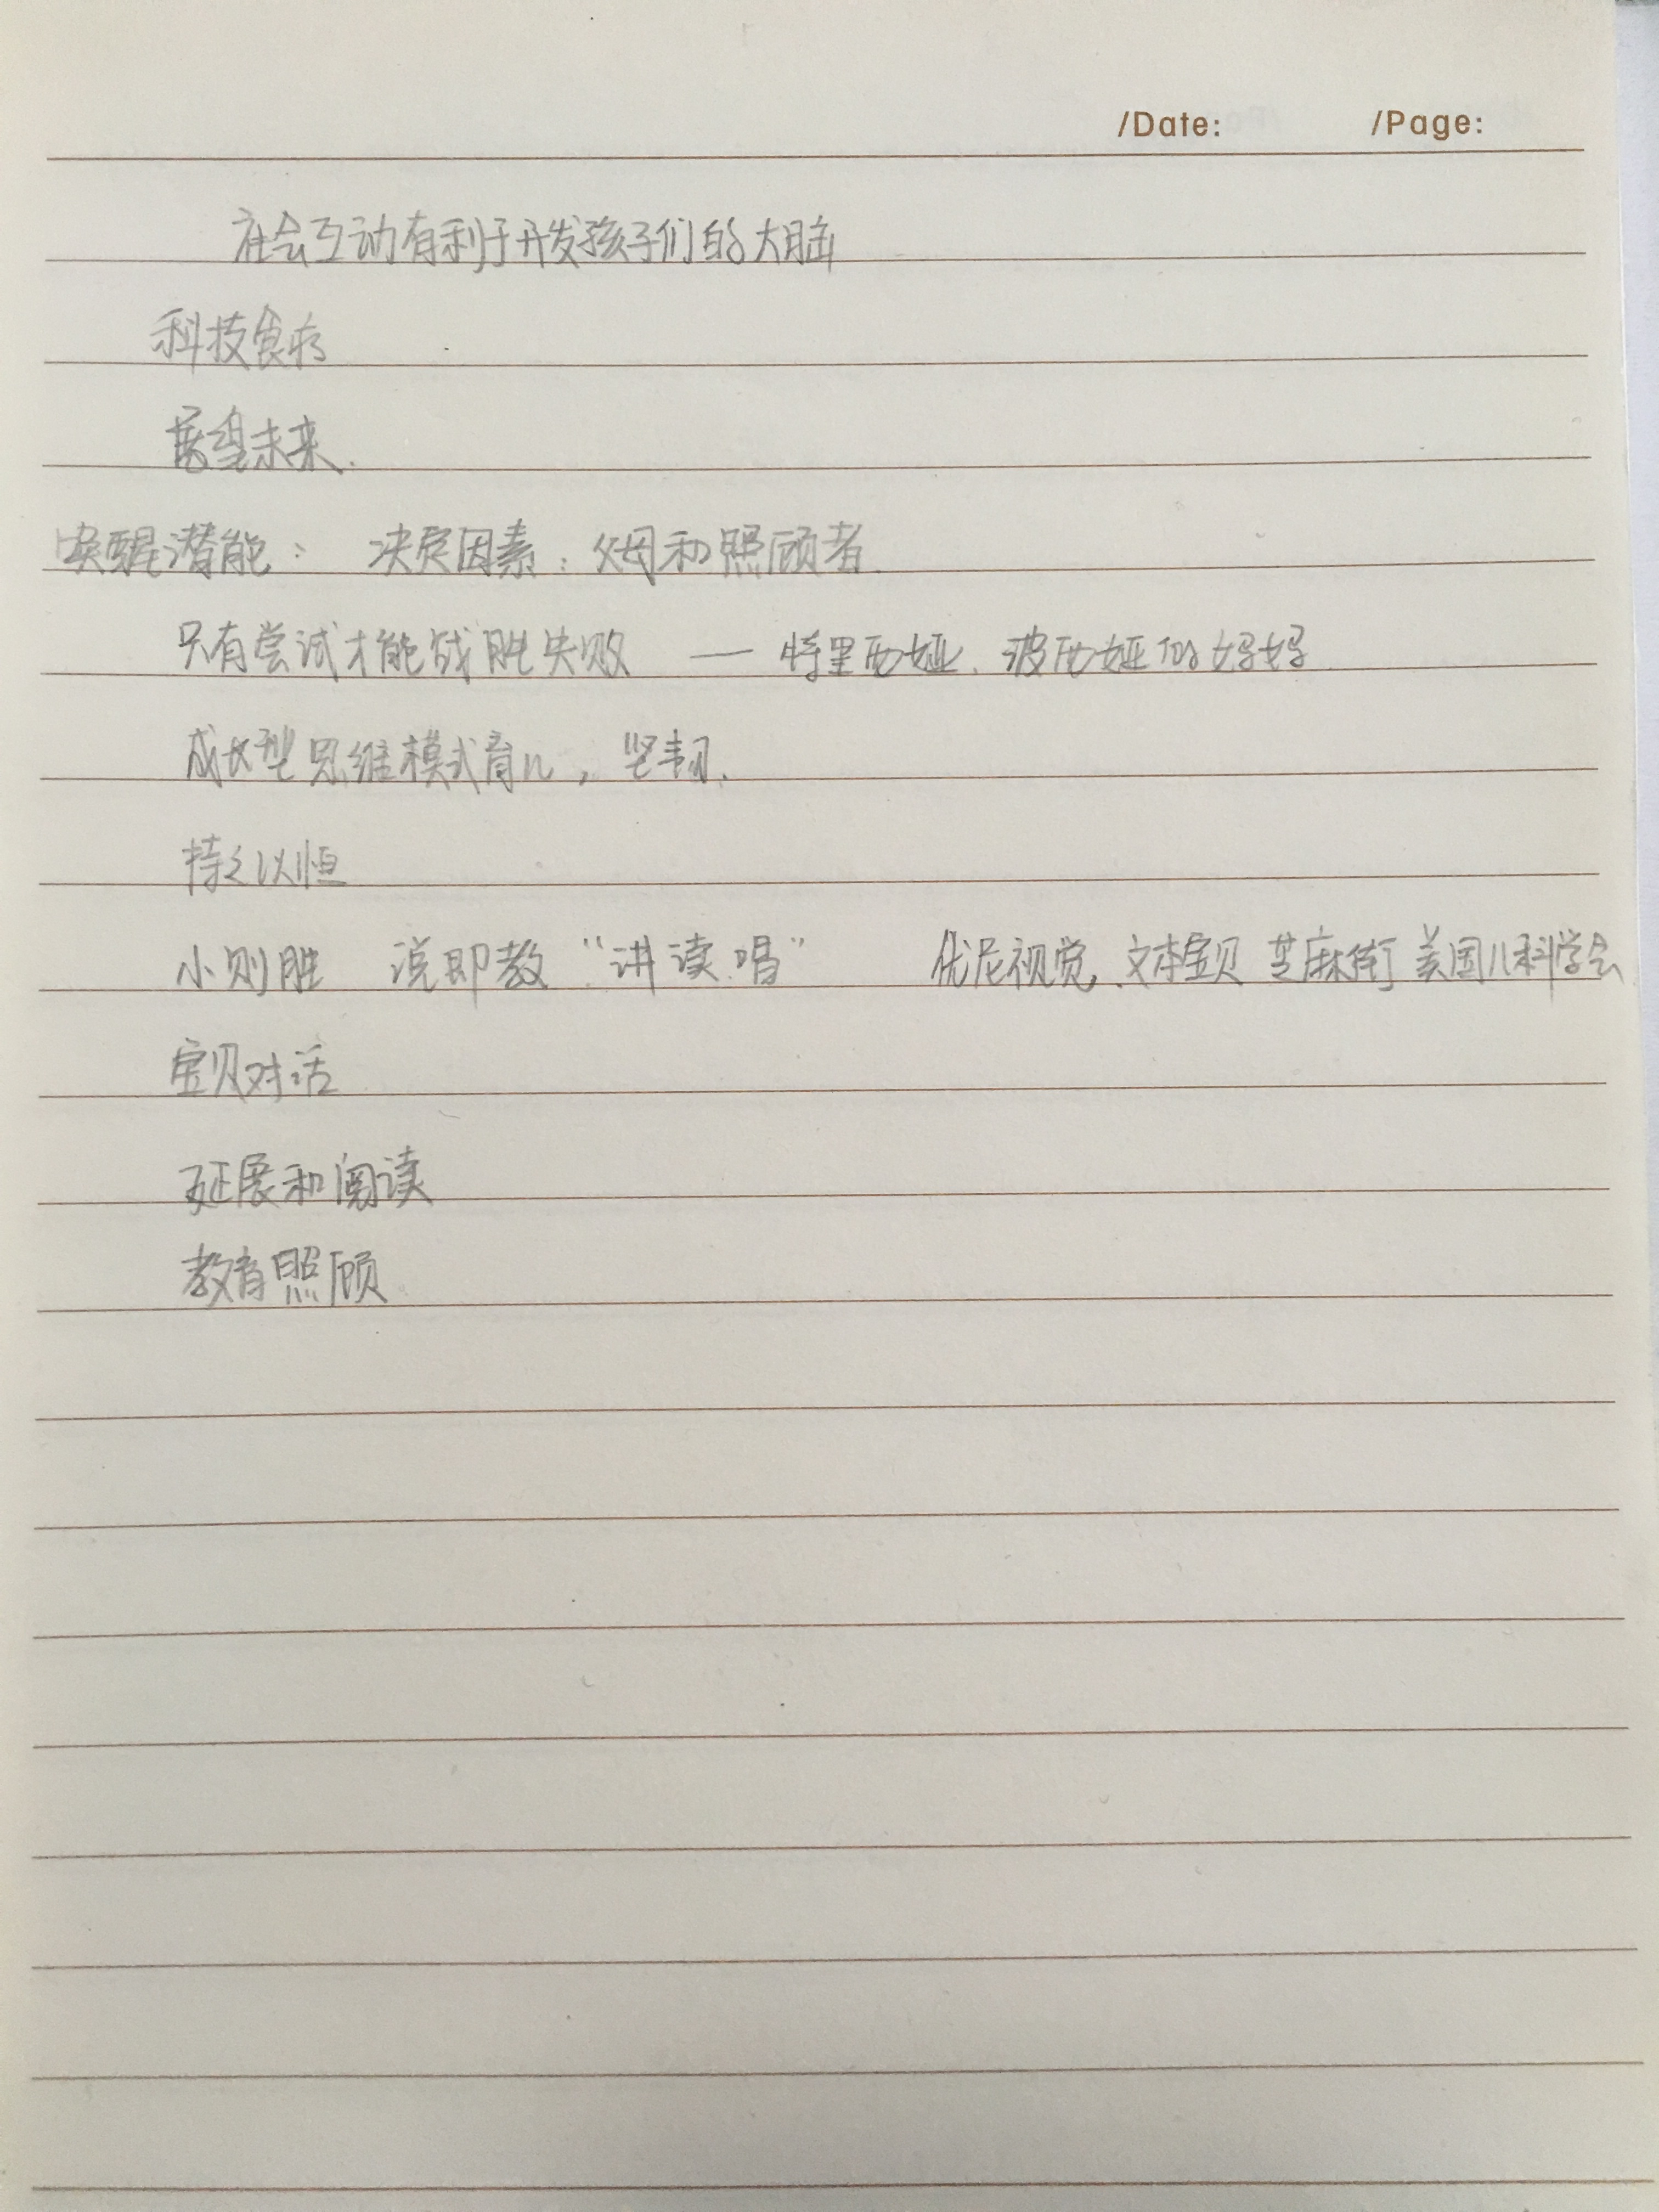 /Date: /Page:
社会互动有利于开发孩子们的大脑
科技食疗
展望未来.
唤醒潜能： 决定因素：父母和照顾者.
只有尝试才能战胜失败 — 特里西娅、波西娅的妈妈
成长型思维模式育儿，坚韧.
持之以恒
小则胜 说即教 “讲读唱” 优尼视觉、文本宝贝 芝麻街 美国儿科学会
宝贝对话
延展和阅读
教育照顾